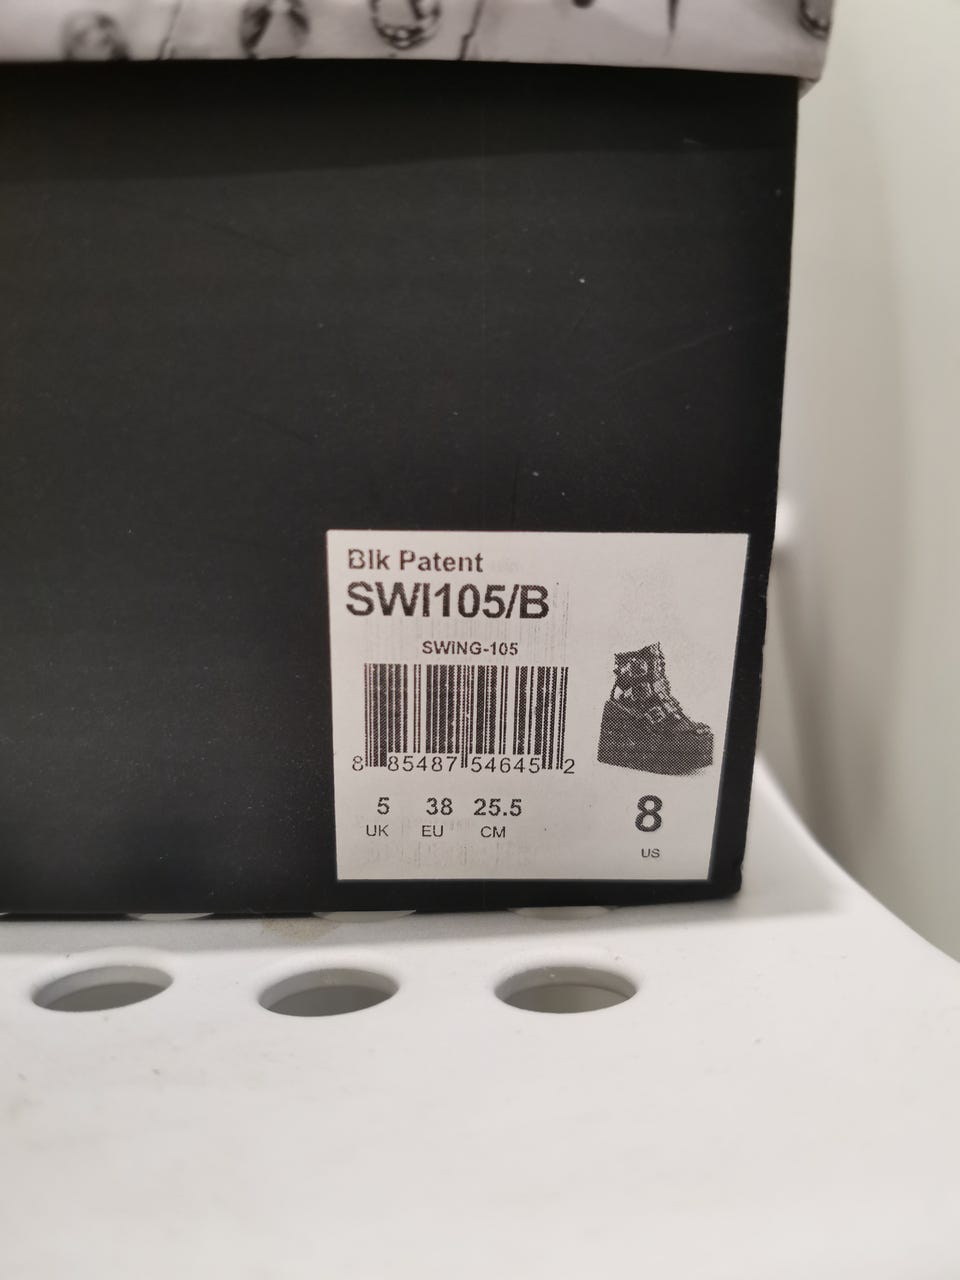 Blk Patent
SWI105/B
SWING-105
8 85487 54645 2
5 38 25.5 8
UK EU CM US